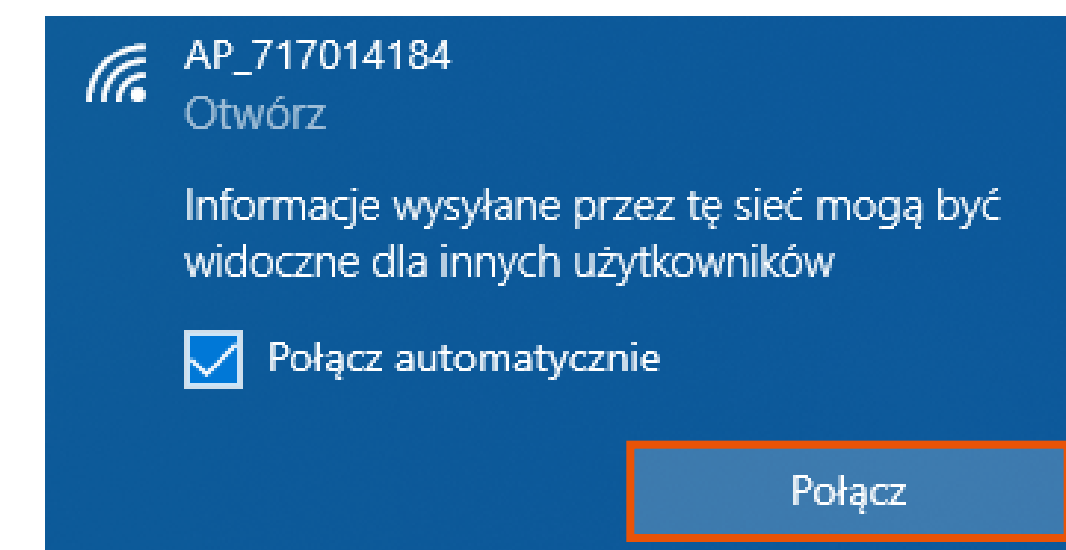 AP_717014184
Otwórz
Informacje wysyłane przez tę sieć mogą być
widoczne dla innych użytkowników
Połącz automatycznie
Połącz